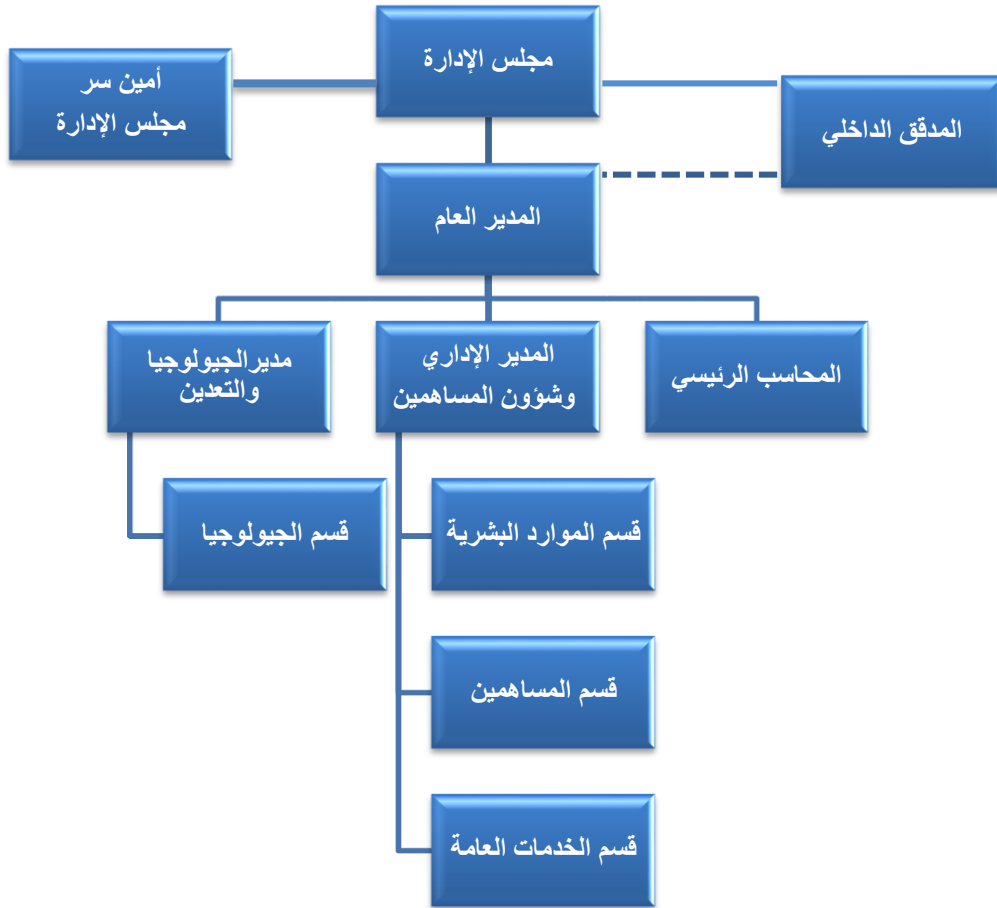 مجلس الإدارة
أمين سر
مجلس الإدارة
المدقق الداخلي
المدير العام
المحاسب الرئيسي
المدير الإداري
وشؤون المساهمين
مديرالجيولوجيا
والتعدين
قسم الموارد البشرية
قسم الجيولوجيا
قسم المساهمين
قسم الخدمات العامة